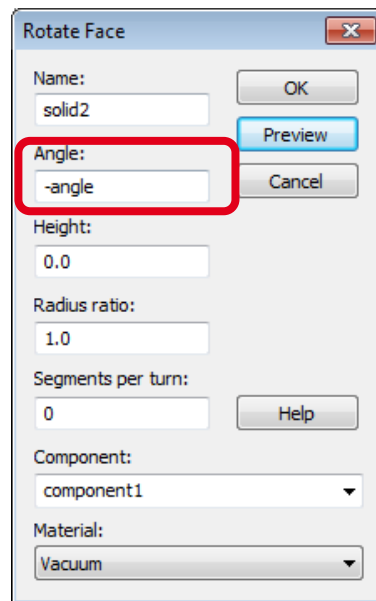 Rotate Face
Name:
OK
solid2
Preview
Angle:
-angle
Cancel
Height:
0.0
Radius ratio:
1.0
Segments per turn:
0
Help
Component:
component1
Material:
Vacuum